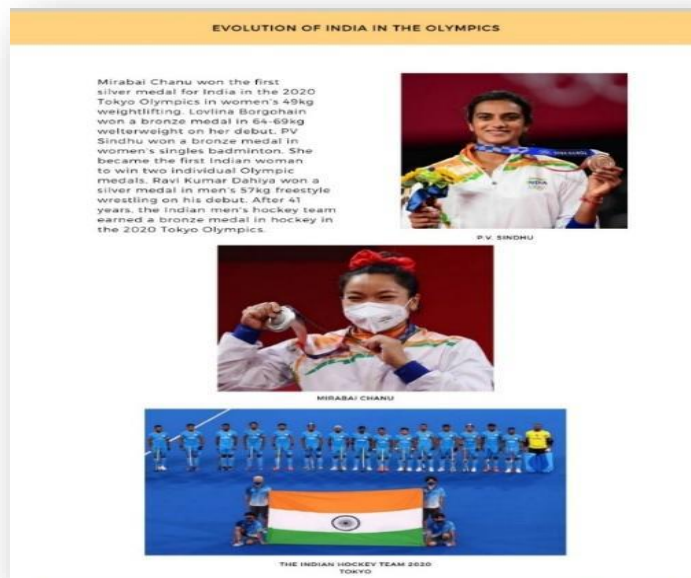 EVOLUTION OF INDIA IN THE OLYMPICS
Mirabai Chanu won the first
silver medal for India in the 2020
Tokyo Olympics in women's 49kg
weightlifting. Lovlina Borgohain
won a bronze medal in 64-69kg
welterweight on her debut. PV
Sindhu won a bronze medal in
women's singles badminton. She
became the first Indian woman
to win two individual Olympic
medals. Ravi Kumar Dahiya won a
silver medal in men's 57kg freestyle
wrestling on his debut. After 41
years, the Indian men's hockey team
earned a bronze medal in hockey in
the 2020 Tokyo Olympics.
INDIA
P.V. SINDHU
MIRABAI CHANU
THE INDIAN HOCKEY TEAM 2020
TOKYO